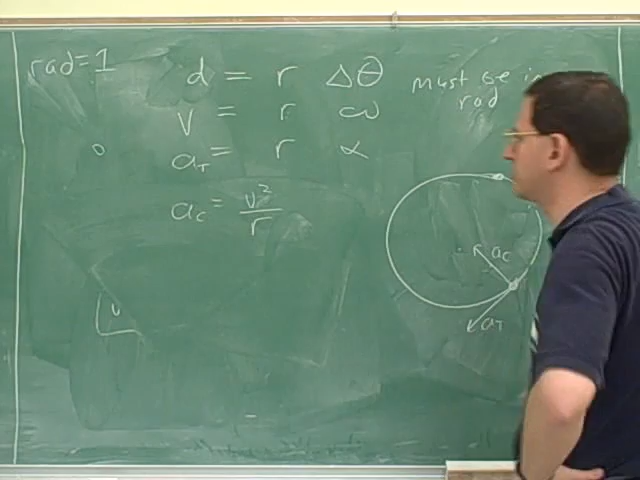 rad=1
d = r Δθ
must be in
rad
v = r ω
a_T = r α
a_c = v²/r
a_c
a_T